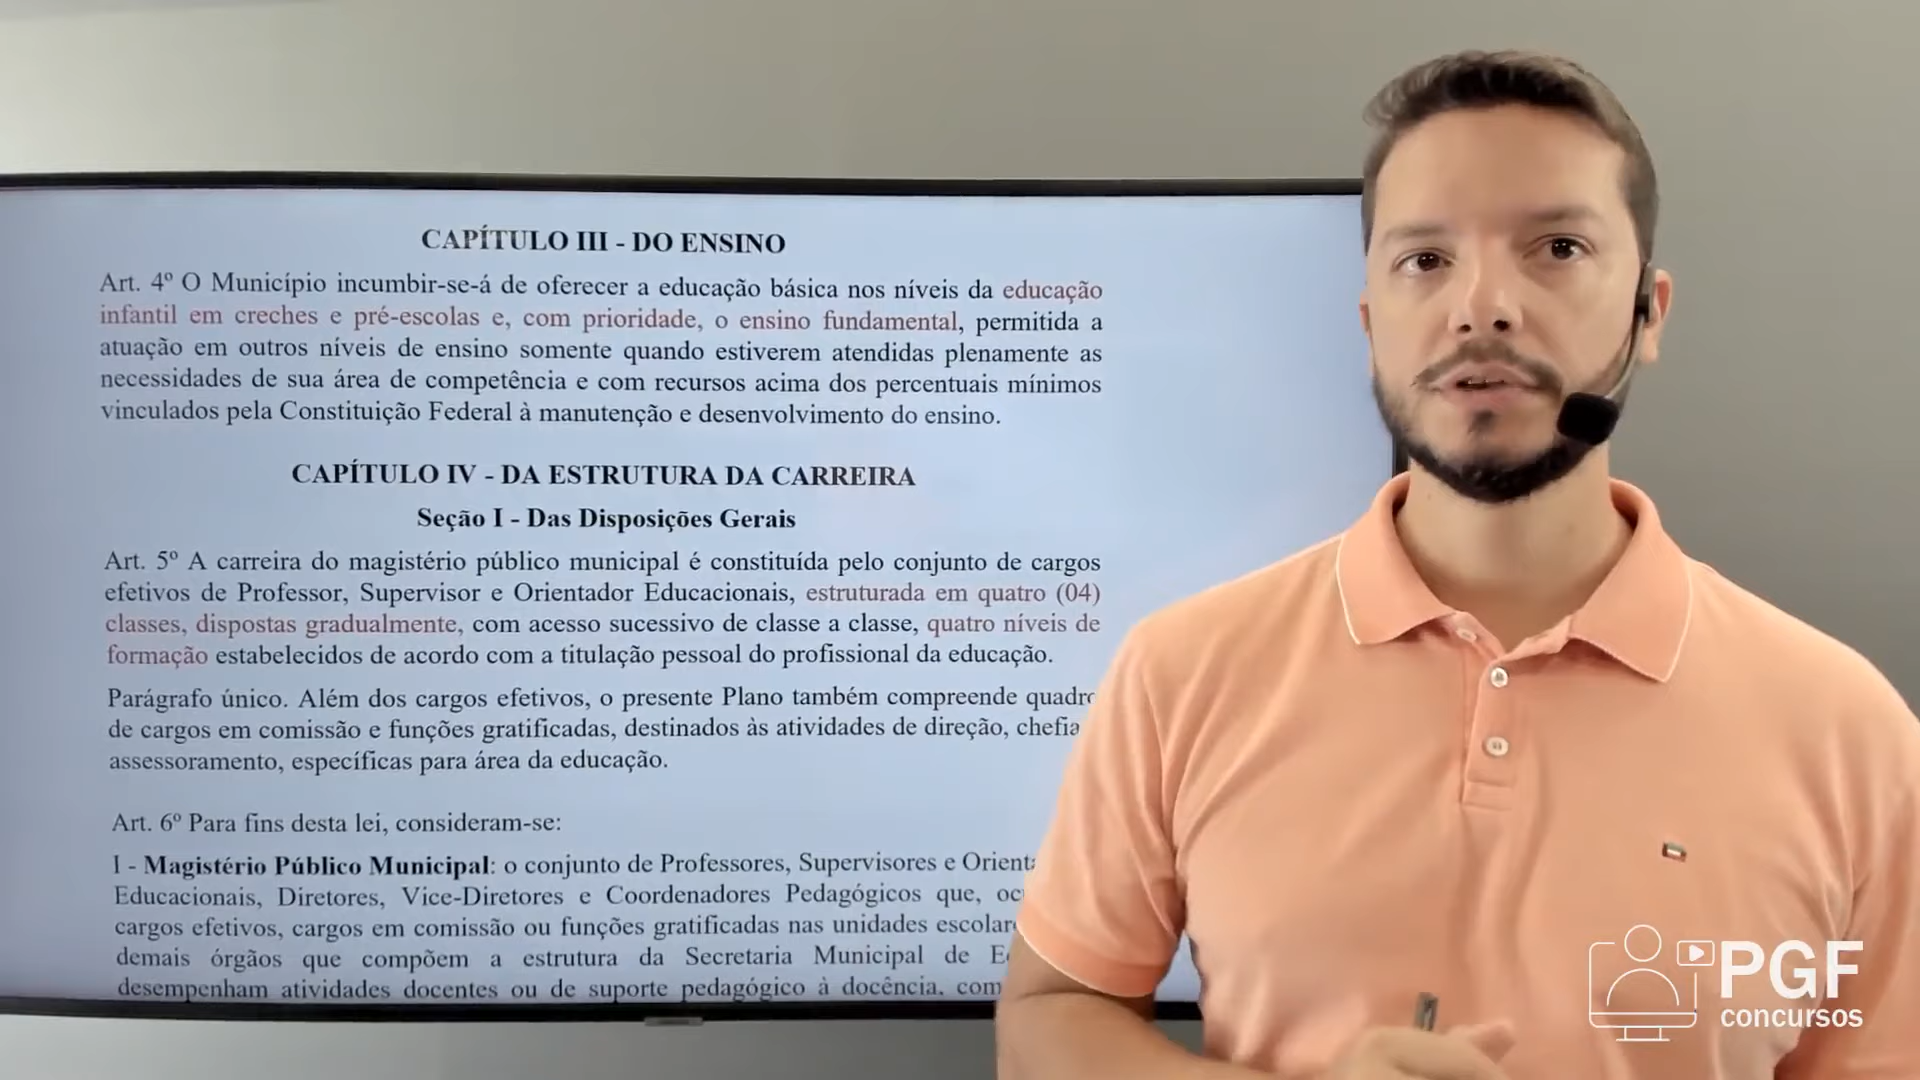 CAPÍTULO III - DO ENSINO
Art. 4º O Município incumbir-se-á de oferecer a educação básica nos níveis da educação
infantil em creches e pré-escolas e, com prioridade, o ensino fundamental, permitida a
atuação em outros níveis de ensino somente quando estiverem atendidas plenamente as
necessidades de sua área de competência e com recursos acima dos percentuais mínimos
vinculados pela Constituição Federal à manutenção e desenvolvimento do ensino.
CAPÍTULO IV - DA ESTRUTURA DA CARREIRA
Seção I - Das Disposições Gerais
Art. 5º A carreira do magistério público municipal é constituída pelo conjunto de cargos
efetivos de Professor, Supervisor e Orientador Educacionais, estruturada em quatro (04)
classes, dispostas gradualmente, com acesso sucessivo de classe a classe, quatro níveis de
formação estabelecidos de acordo com a titulação pessoal do profissional da educação.
Parágrafo único. Além dos cargos efetivos, o presente Plano também compreende
de cargos em comissão e funções gratificadas, destinados às atividades de direção, chefia
assessoramento, específicas para área da educação.
Art. 6º Para fins desta lei, consideram-se:
I - Magistério Público Municipal: o conjunto de Professores, Supervisores e
Educacionais, Diretores, Vice-Diretores e Coordenadores Pedagógicos que,
cargos efetivos, cargos em comissão ou funções gratificadas nas unidades
demais órgãos que compõem a estrutura da Secretaria Municipal de
desempenham atividades docentes ou de suporte pedagógico à docência, com
PGF
concursos